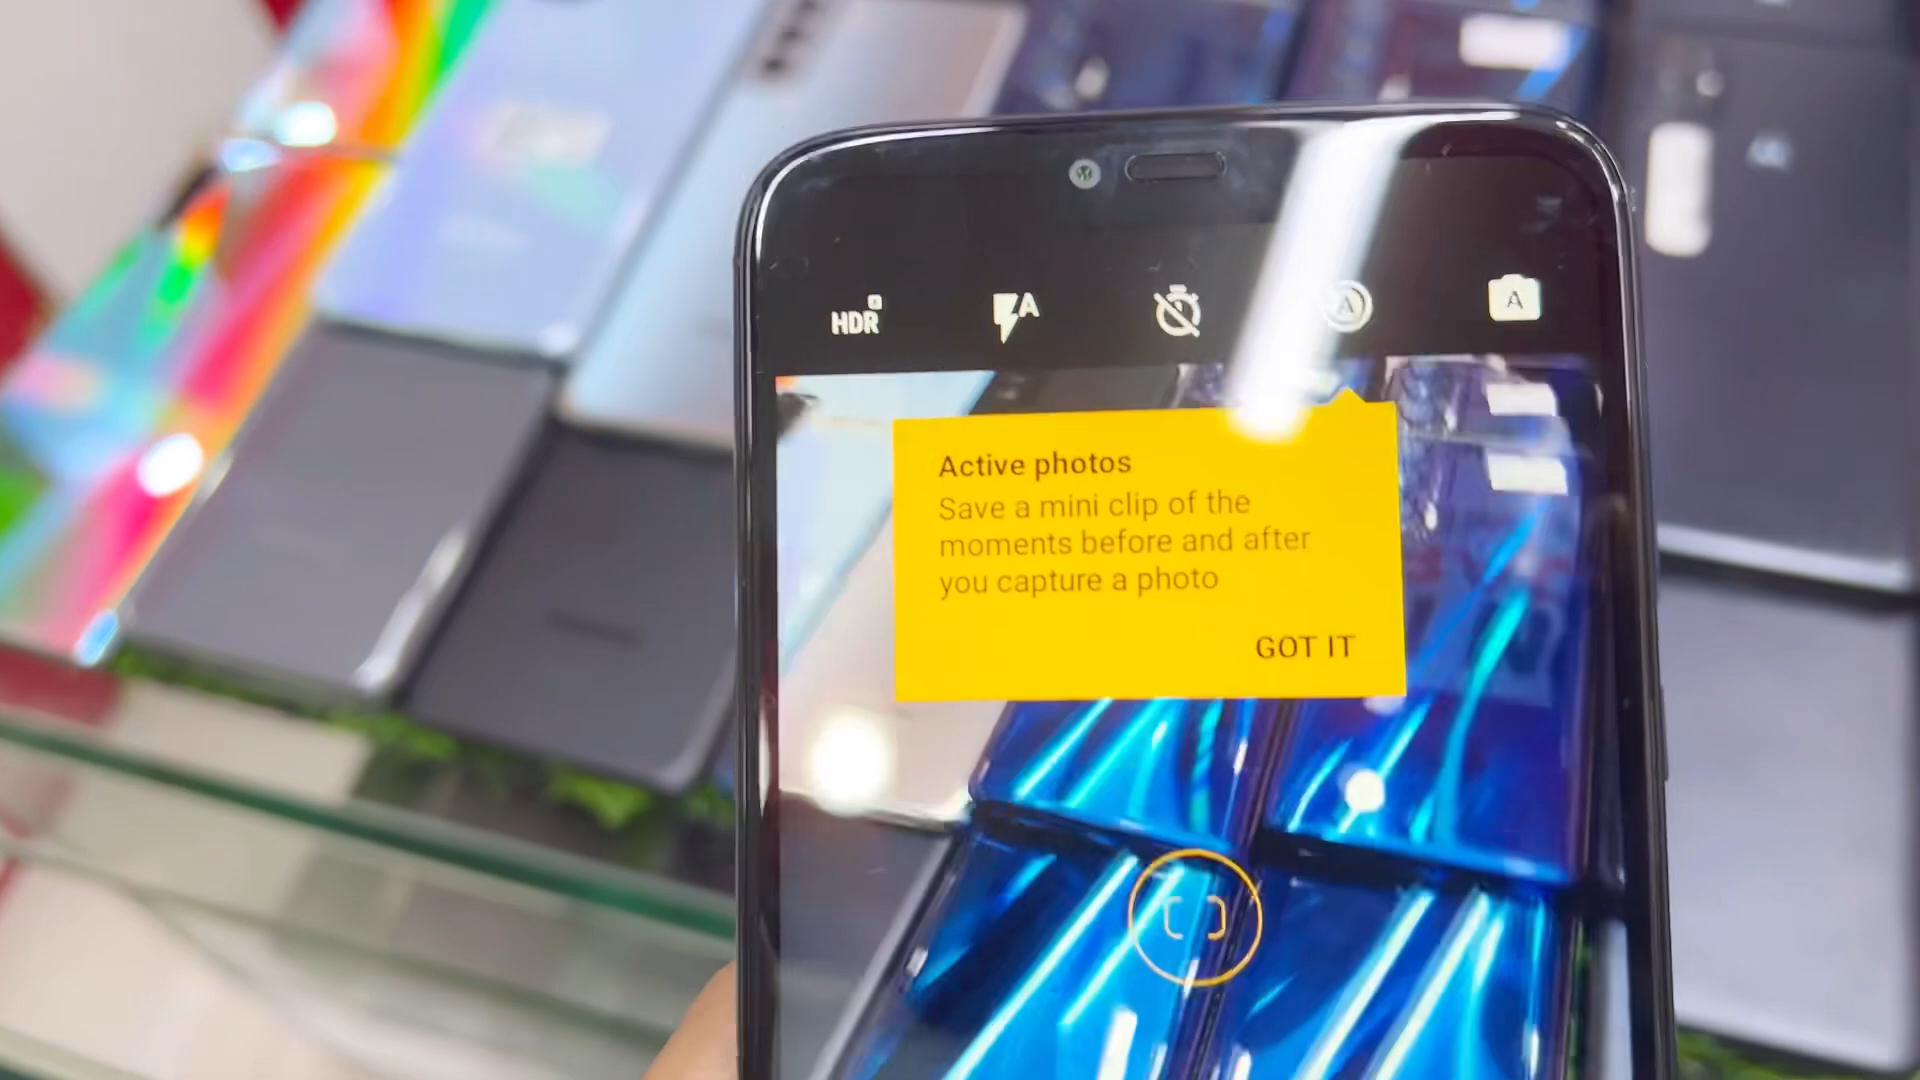 HDR
A
A
A
Active photos
Save a mini clip of the
moments before and after
you capture a photo
GOT IT